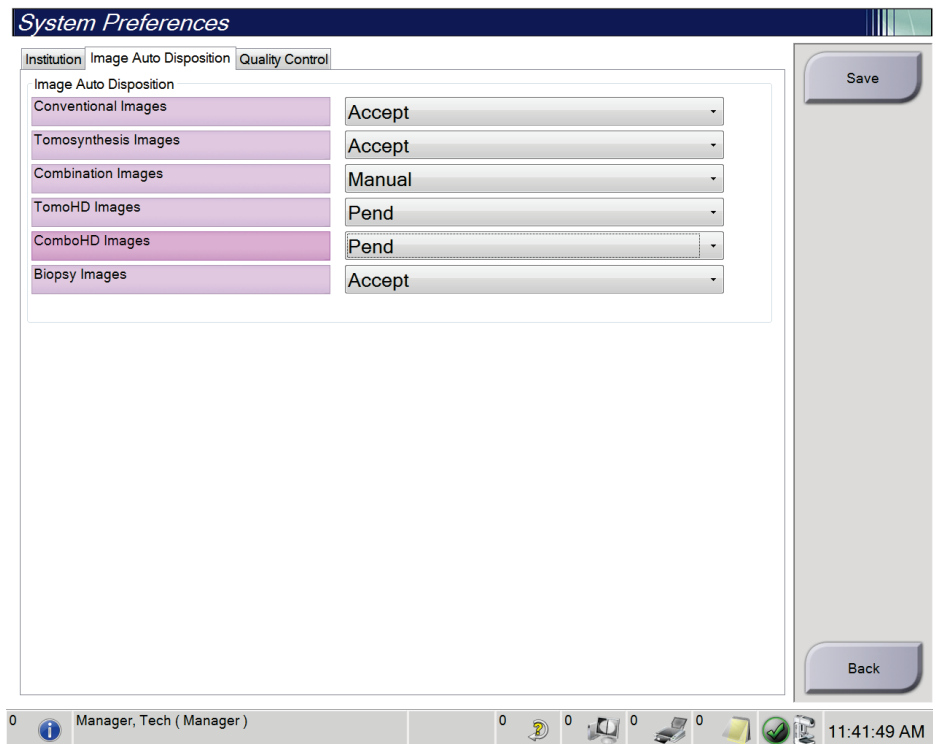 System Preferences
Institution Image Auto Disposition Quality Control
Save
Image Auto Disposition
Conventional Images Accept
Tomosynthesis Images Accept
Combination Images Manual
TomoHD Images Pend
ComboHD Images Pend
Biopsy Images Accept
Back
0 Manager, Tech ( Manager ) 0 0 0 0 11:41:49 AM